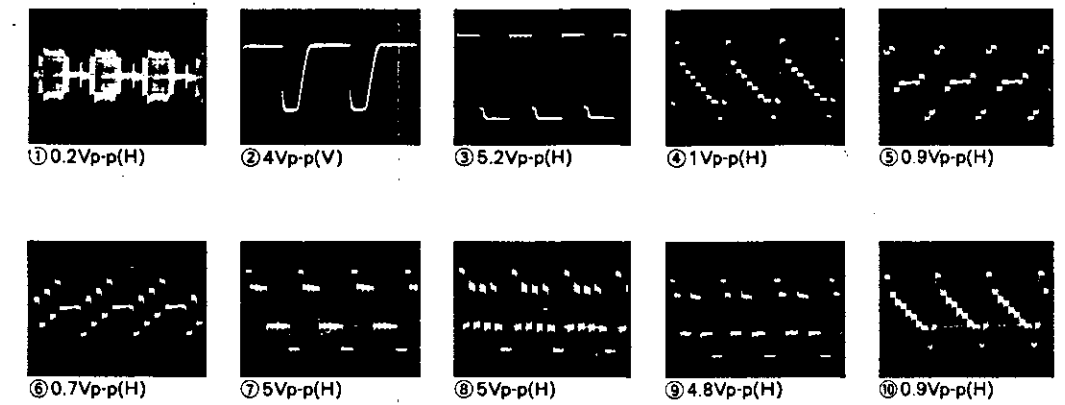 ①0.2Vp-p(H)
②4Vp-p(V)
③5.2Vp-p(H)
④1Vp-p(H)
⑤0.9Vp-p(H)
⑥0.7Vp-p(H)
⑦5Vp-p(H)
⑧5Vp-p(H)
⑨4.8Vp-p(H)
⑩0.9Vp-p(H)